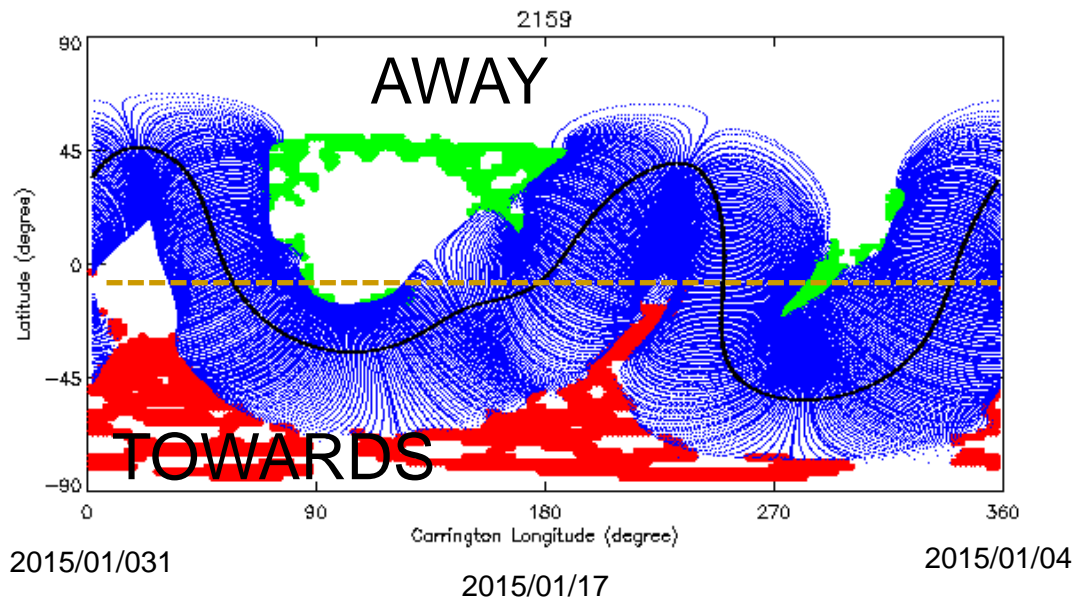 2159
90
AWAY
45
0
Latitude (degrees)
−45
TOWARDS
−90
0 90 180 270 360
Carrington Longitude (degree)
2015/01/031
2015/01/17
2015/01/04